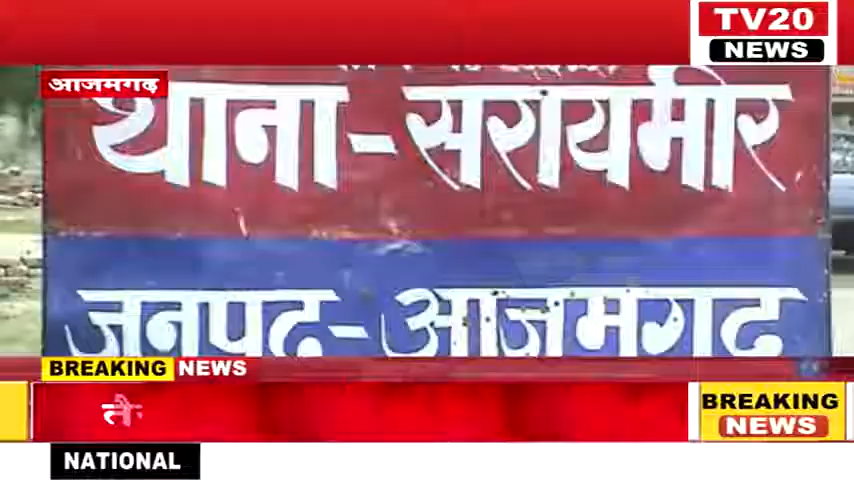 TV20
NEWS
आजमगढ़
थाना-सरायमीर
जनपद-आजमगढ़
BREAKING NEWS
BREAKING
NEWS
NATIONAL